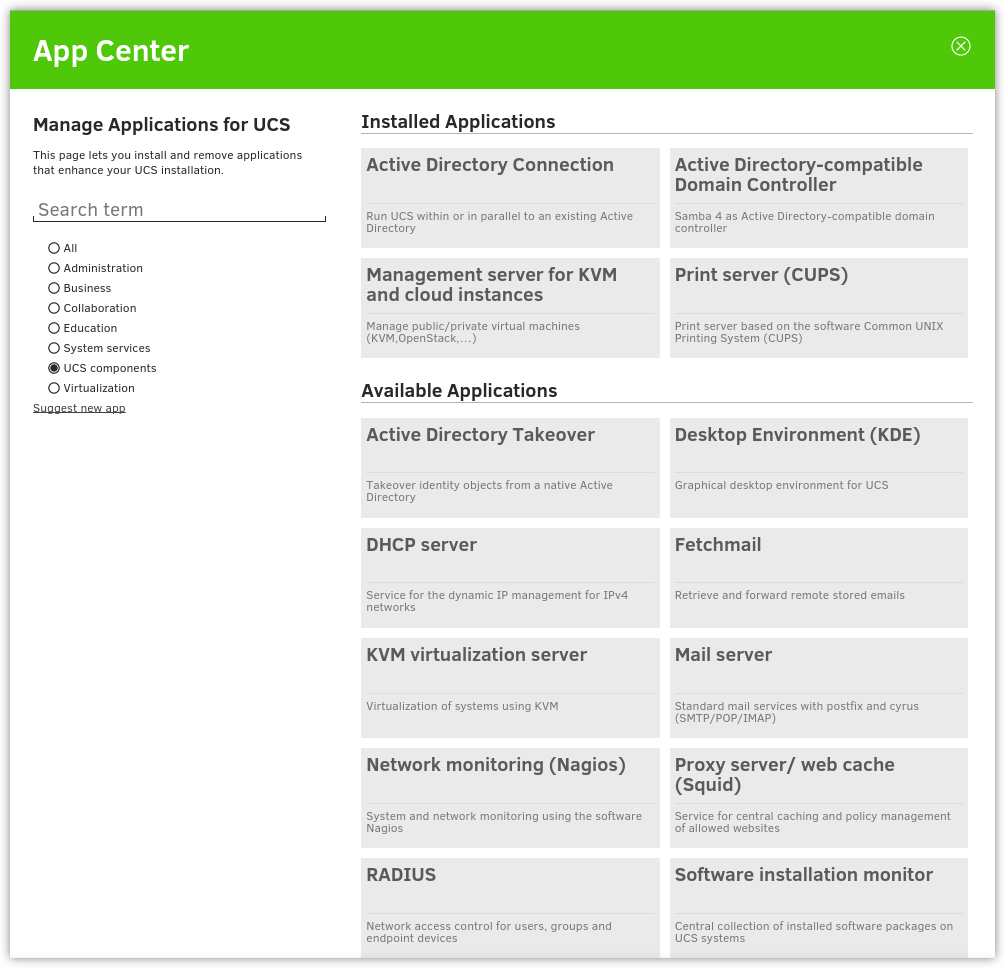 App Center
Manage Applications for UCS
This page lets you install and remove applications
that enhance your UCS installation.
Search term
All
Administration
Business
Collaboration
Education
System services
UCS components
Virtualization
Suggest new app
Installed Applications
Active Directory Connection
Run UCS within or in parallel to an existing Active
Directory
Active Directory-compatible
Domain Controller
Samba 4 as Active Directory-compatible domain
controller
Management server for KVM
and cloud instances
Manage public/private virtual machines
(KVM,OpenStack,...)
Print server (CUPS)
Print server based on the software Common UNIX
Printing System (CUPS)
Available Applications
Active Directory Takeover
Takeover identity objects from a native Active
Directory
Desktop Environment (KDE)
Graphical desktop environment for UCS
DHCP server
Service for the dynamic IP management for IPv4
networks
Fetchmail
Retrieve and forward remote stored emails
KVM virtualization server
Virtualization of systems using KVM
Mail server
Standard mail services with postfix and cyrus
(SMTP/POP/IMAP)
Network monitoring (Nagios)
System and network monitoring using the software
Nagios
Proxy server/ web cache
(Squid)
Service for central caching and policy management
of allowed websites
RADIUS
Network access control for users, groups and
endpoint devices
Software installation monitor
Central collection of installed software packages on
UCS systems